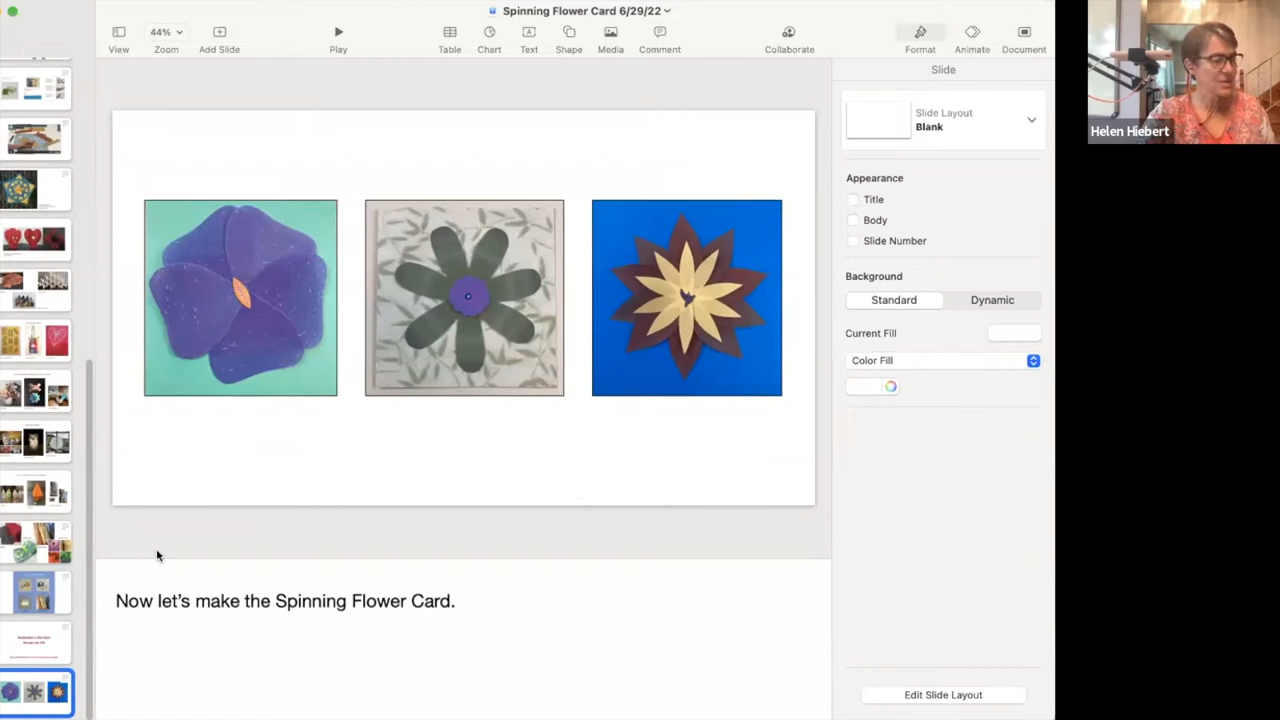 Spinning Flower Card 6/29/22
44%
View
Zoom
Add Slide
Play
Table
Chart
Text
Shape
Media
Comment
Collaborate
Format
Animate
Document
Slide
Slide Layout
Blank
Helen Hiebert
Appearance
Title
Body
Slide Number
Background
Standard
Dynamic
Current Fill
Color Fill
Now let's make the Spinning Flower Card.
Edit Slide Layout